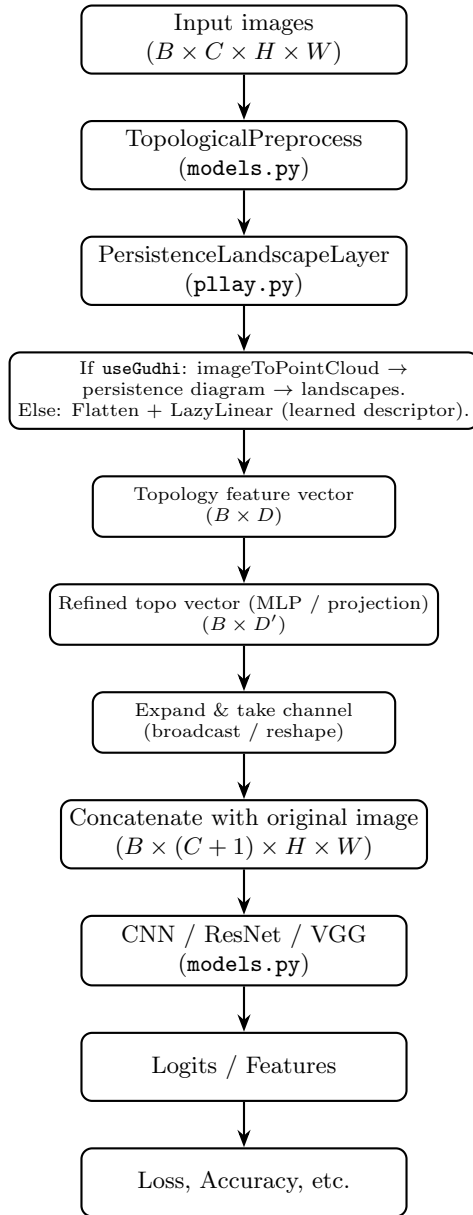 Input images
(B × C × H × W)
TopologicalPreprocess
(models.py)
PersistenceLandscapeLayer
(pllay.py)
If useGudhi: imageToPointCloud →
persistence diagram → landscapes.
Else: Flatten + LazyLinear (learned descriptor).
Topology feature vector
(B × D)
Refined topo vector (MLP / projection)
(B × D′)
Expand & take channel
(broadcast / reshape)
Concatenate with original image
(B × (C + 1) × H × W)
CNN / ResNet / VGG
(models.py)
Logits / Features
Loss, Accuracy, etc.